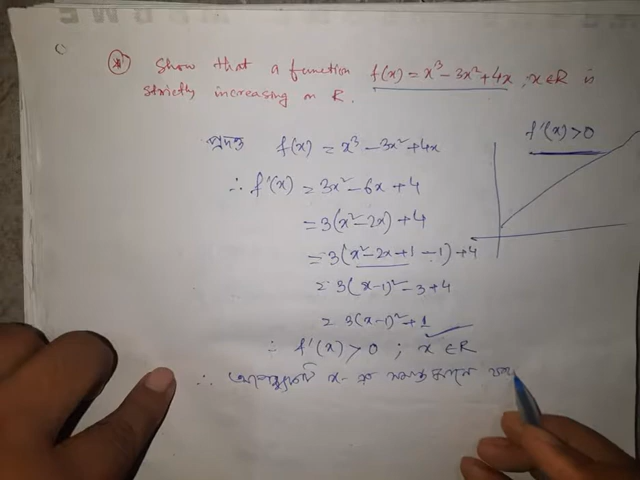 Show that a function f(x) = x³ - 3x² + 4x, x ∈ R is
strictly increasing on R.
f'(x) > 0
প্রদত্ত f(x) = x³ - 3x² + 4x
∴ f'(x) = 3x² - 6x + 4
= 3(x² - 2x) + 4
= 3(x² - 2x + 1 - 1) + 4
= 3(x-1)² - 3 + 4
= 3(x-1)² + 1
∴ f'(x) > 0 ; x ∈ R
∴ x-